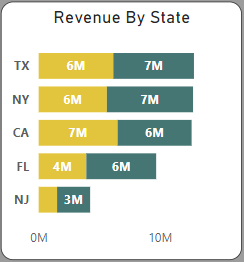 Revenue By State
TX 6M 7M
NY 6M 7M
CA 7M 6M
FL 4M 6M
NJ 3M
0M 10M